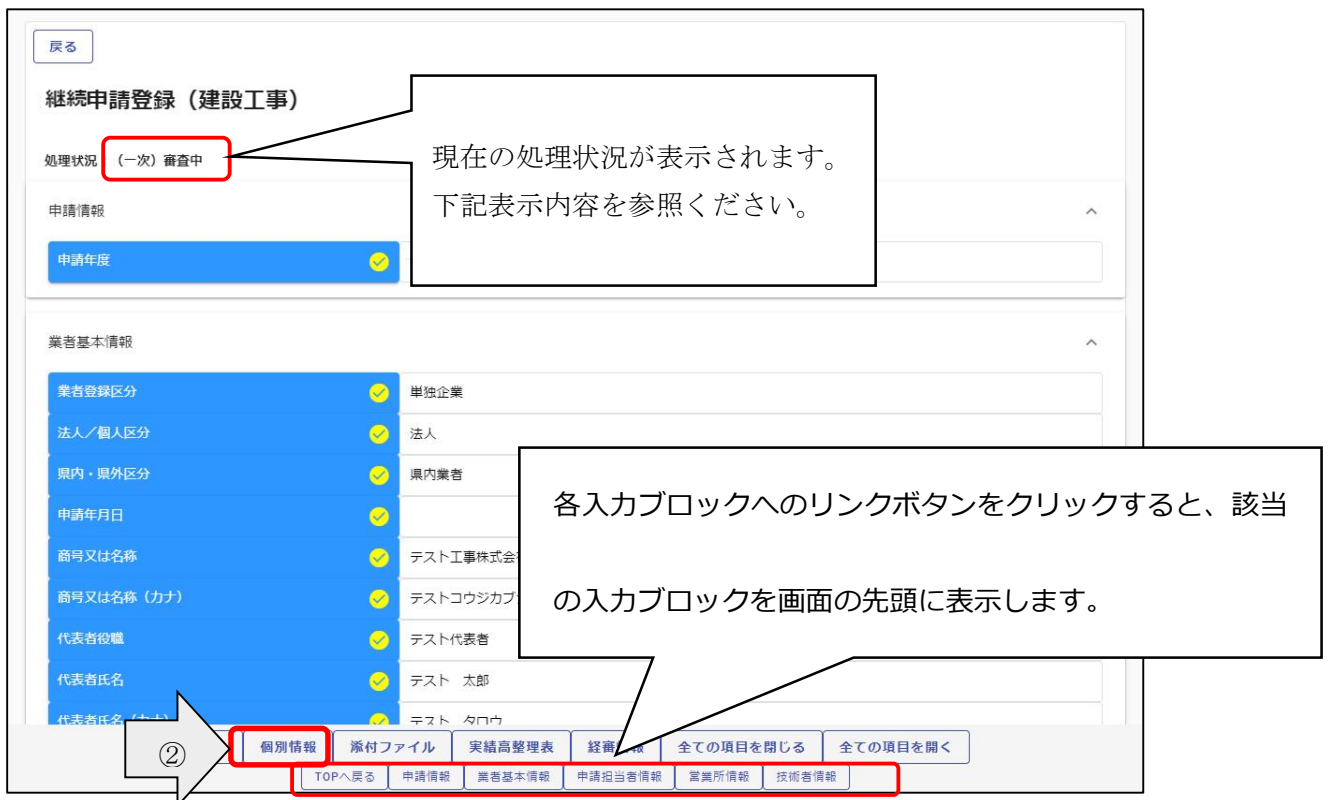 戻る
継続申請登録（建設工事）
処理状況
（一次）審査中
現在の処理状況が表示されます。
下記表示内容を参照ください。
申請情報
申請年度
業者基本情報
業者登録区分
単独企業
法人／個人区分
法人
県内・県外区分
県内業者
申請年月日
商号又は名称
テスト工事株式会
商号又は名称（カナ）
テストコウジカブ
代表者役職
テスト代表者
代表者氏名
テスト　太郎
代表者氏名
テスト　タロウ
各入力ブロックへのリンクボタンをクリックすると、該当
の入力ブロックを画面の先頭に表示します。
②
個別情報 添付ファイル 実績高整理表 経審 全ての項目を閉じる 全ての項目を開く
TOPへ戻る 申請情報 業者基本情報 申請担当者情報 営業所情報 技術者情報